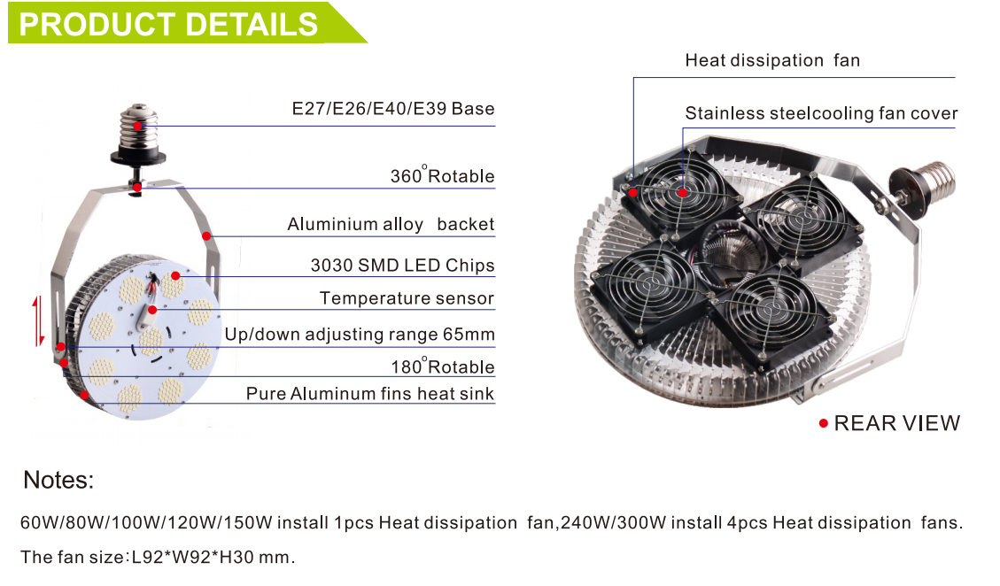 PRODUCT DETAILS
E27/E26/E40/E39 Base
360°Rotable
Aluminium alloy backet
3030 SMD LED Chips
Temperature sensor
Up/down adjusting range 65mm
180°Rotable
Pure Aluminum fins heat sink
Heat dissipation fan
Stainless steelcooling fan cover
REAR VIEW
Notes:
60W/80W/100W/120W/150W install 1pcs Heat dissipation fan,240W/300W install 4pcs Heat dissipation fans.
The fan size:L92*W92*H30 mm.